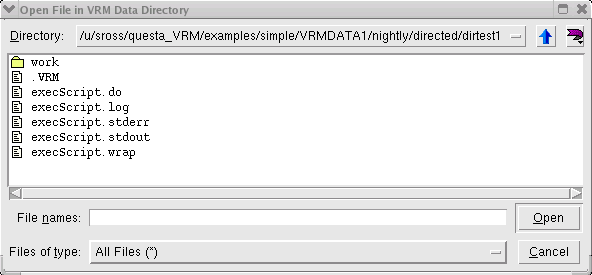 Open File in VRM Data Directory
Directory: /u/sross/questa_VRM/examples/simple/VRMDATA1/nightly/directed/dirtest1
work
.VRM
execScript.do
execScript.log
execScript.stderr
execScript.stdout
execScript.wrap
File names: Open
Files of type: All Files (*) Cancel